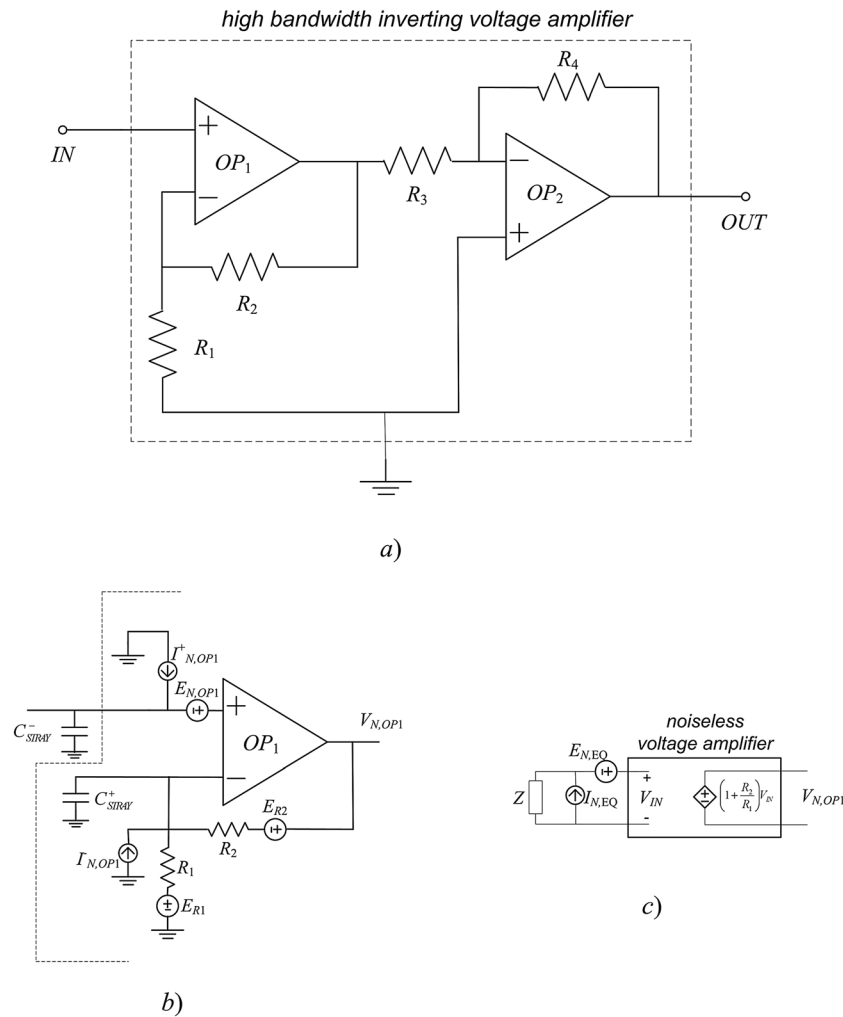 high bandwidth inverting voltage amplifier
R4
+
IN
OP1
−
R3
−
OP2
+
OUT
R2
R1
a)
I+N,OP1
EN,OP1
+
C−STRAY
OP1
VN,OP1
−
C+STRAY
ER2
R2
I-N,OP1
R1
ER1
b)
noiseless
voltage amplifier
EN,EQ
+
Z
IN,EQ
VIN
(1+R2/R1)VIN
VN,OP1
-
c)